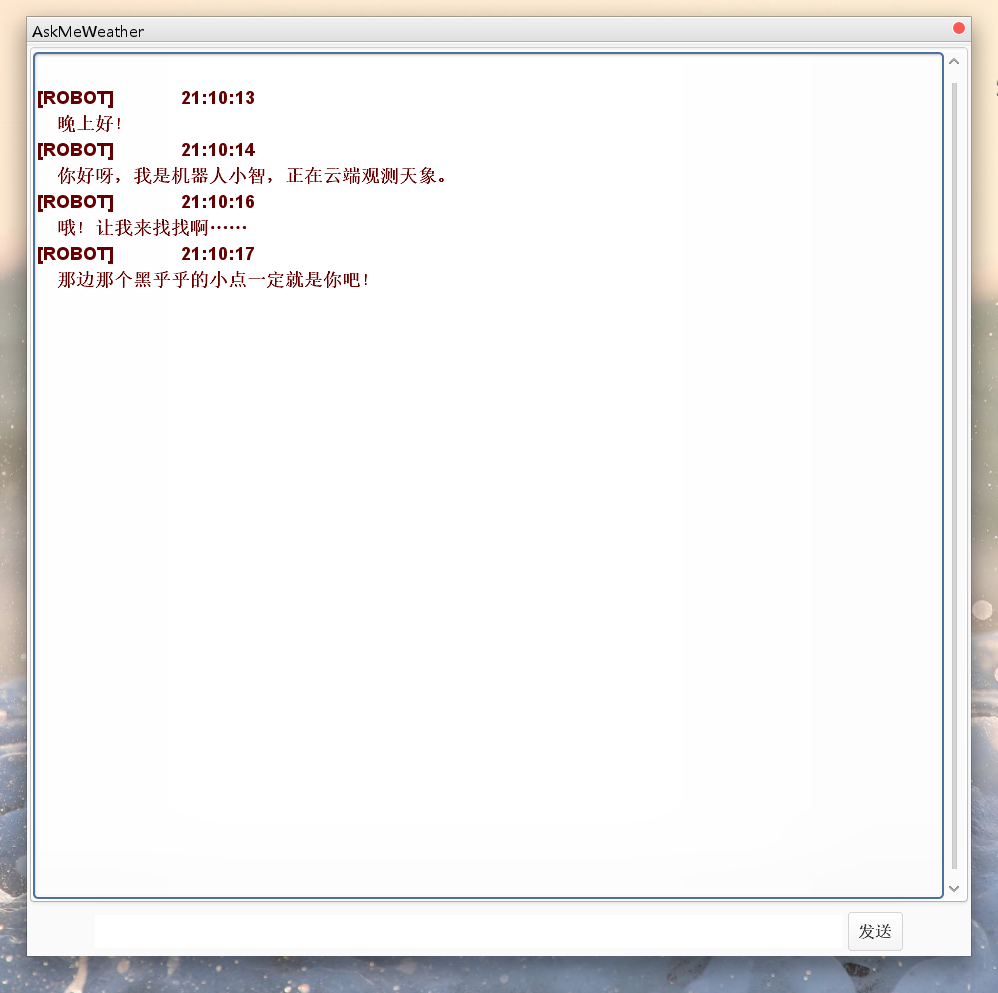 AskMeWeather
[ROBOT] 21:10:13
晚上好!
[ROBOT] 21:10:14
你好呀，我是机器人小智，正在云端观测天象。
[ROBOT] 21:10:16
哦！让我来找找啊……
[ROBOT] 21:10:17
那边那个黑乎乎的小点一定就是你吧！
发送